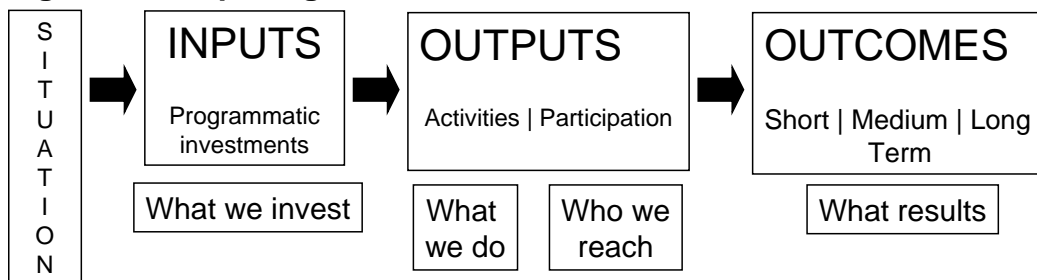 SITUATION
INPUTS
Programmatic
investments
What we invest
OUTPUTS
Activities | Participation
What
we do
Who we
reach
OUTCOMES
Short | Medium | Long
Term
What results